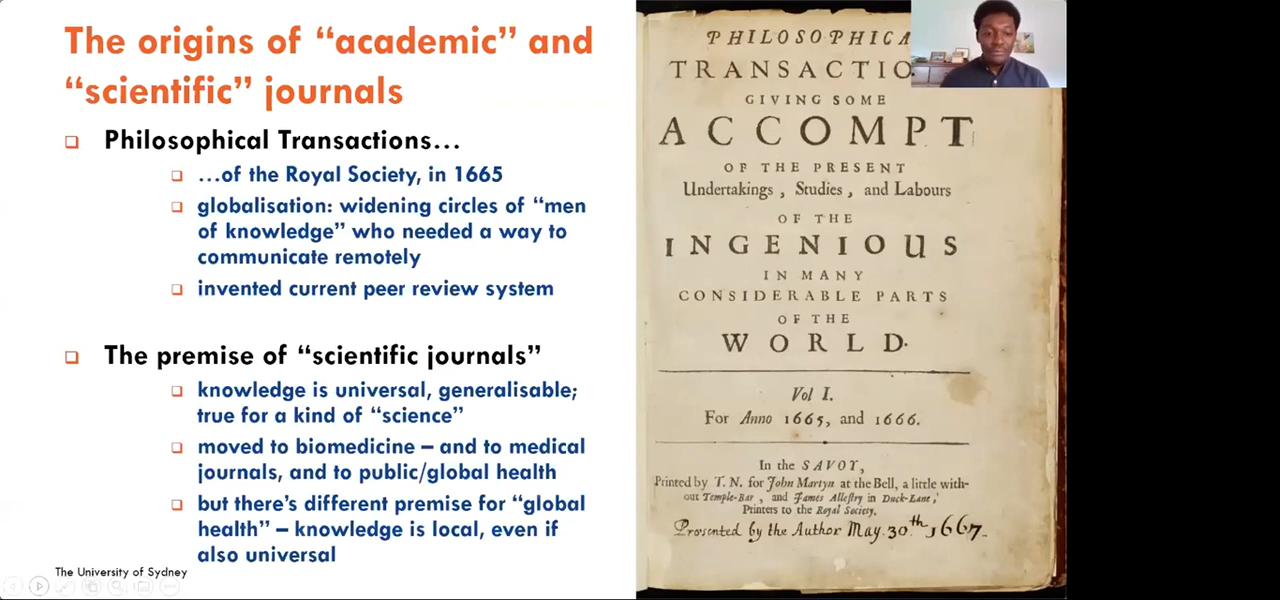 The origins of “academic” and
“scientific” journals
Philosophical Transactions…
…of the Royal Society, in 1665
globalisation: widening circles of “men
of knowledge” who needed a way to
communicate remotely
invented current peer review system
The premise of “scientific journals”
knowledge is universal, generalisable;
true for a kind of “science”
moved to biomedicine – and to medical
journals, and to public/global health
but there’s different premise for “global
health” – knowledge is local, even if
also universal
The University of Sydney
PHILOSOPHICA
TRANSACTIO
GIVING SOME
ACCOMPT
OF THE PRESENT
Undertakings, Studies, and Labours
OF THE
INGENIOUS
IN MANY
CONSIDERABLE PARTS
OF THE
WORLD.
Vol I.
For Anno 1665, and 1666.
In the SAVOY,
Printed by T. N. for John Martyn at the Bell, a little with-
out Temple-Bar, and James Allestry in Duck-Lane,
Printers to the Royal Society.
Presented by the Author May. 30th 1667.